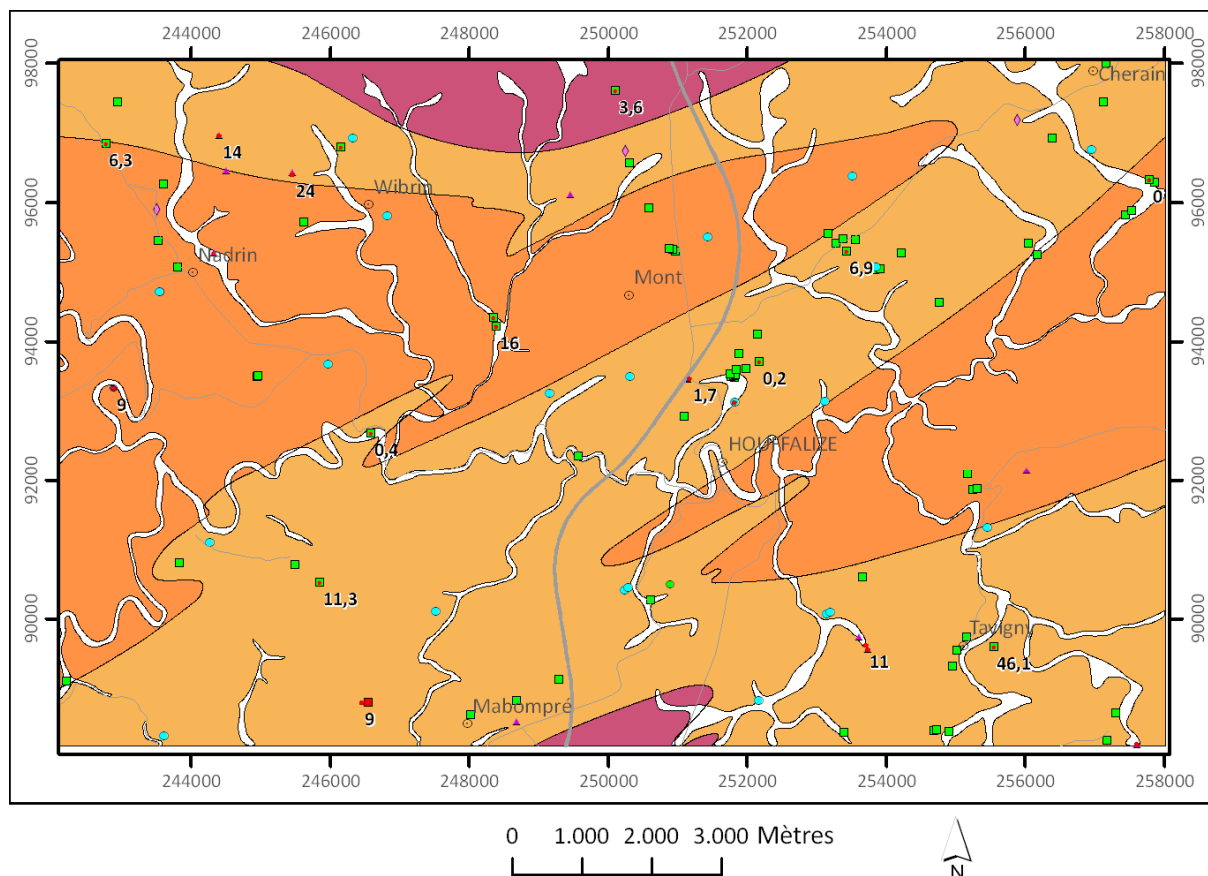 244000 246000 248000 250000 252000 254000 256000 258000
98000 98000
Cherain
3,6
14
6,3
24
Wibrin
96000 96000
0
Nadrin
6,9
Mont
94000 94000
16
1,7 0,2
9
0,4
HOUFFALIZE
92000 92000
11,3
90000 90000
Tavigny
11 46,1
Mabompré
9
244000 246000 248000 250000 252000 254000 256000 258000
0 1.000 2.000 3.000 Mètres
N